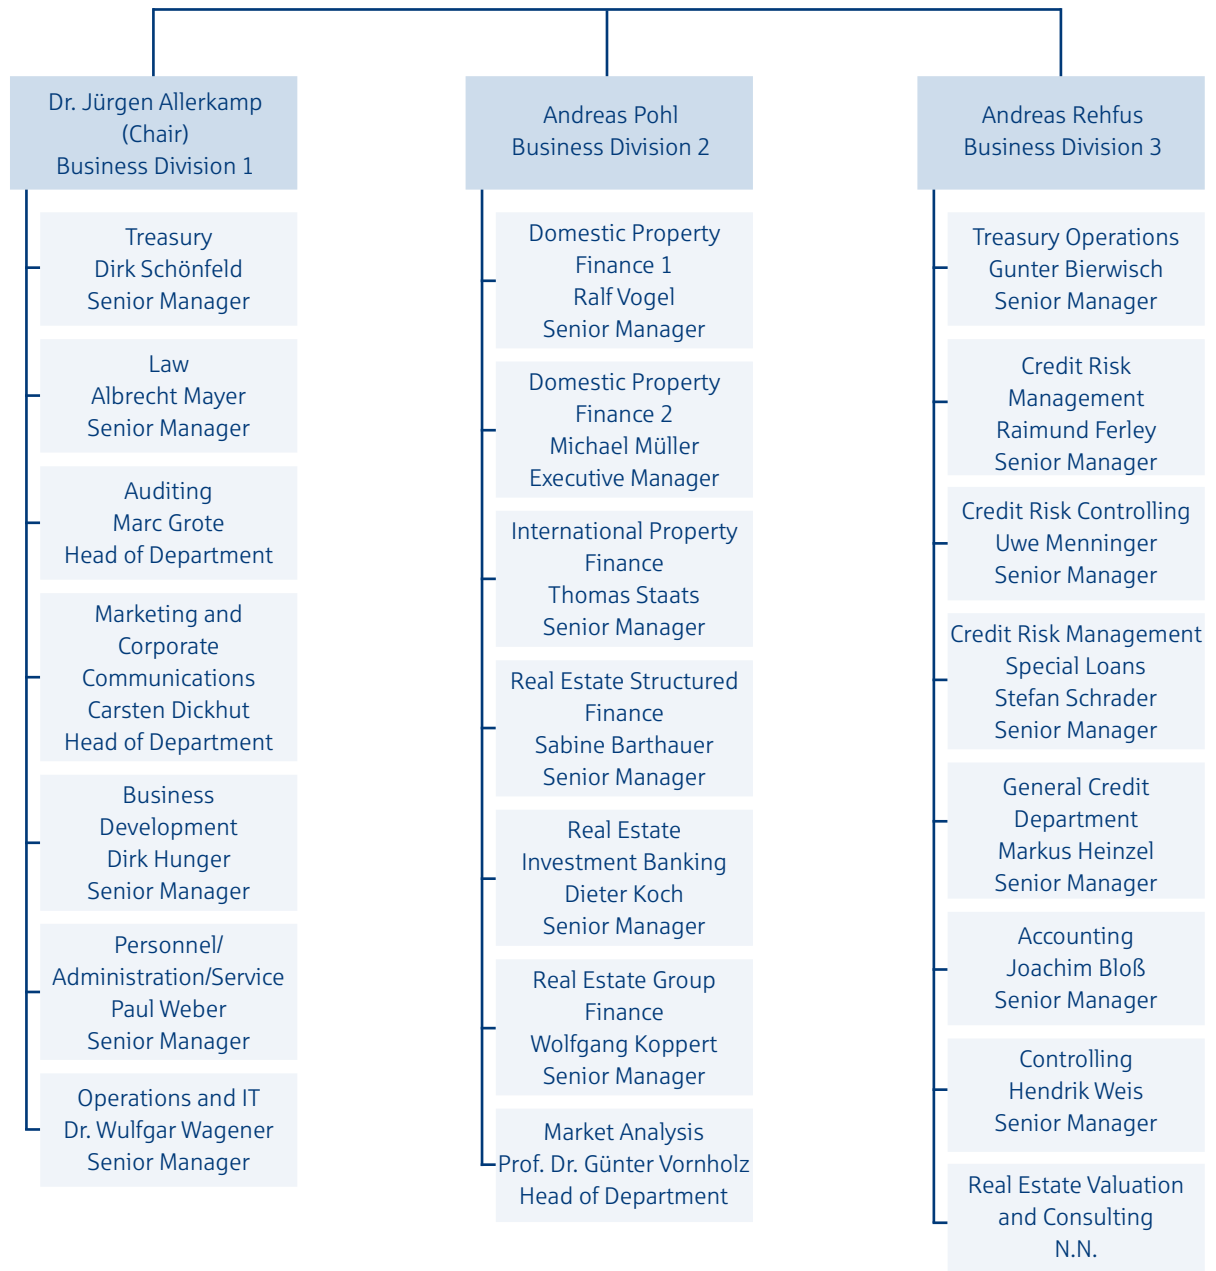 Dr. Jürgen Allerkamp
(Chair)
Business Division 1
Treasury
Dirk Schönfeld
Senior Manager
Law
Albrecht Mayer
Senior Manager
Auditing
Marc Grote
Head of Department
Marketing and
Corporate
Communications
Carsten Dickhut
Head of Department
Business
Development
Dirk Hunger
Senior Manager
Personnel/
Administration/Service
Paul Weber
Senior Manager
Operations and IT
Dr. Wulfgar Wagener
Senior Manager
Andreas Pohl
Business Division 2
Domestic Property
Finance 1
Ralf Vogel
Senior Manager
Domestic Property
Finance 2
Michael Müller
Executive Manager
International Property
Finance
Thomas Staats
Senior Manager
Real Estate Structured
Finance
Sabine Barthauer
Senior Manager
Real Estate
Investment Banking
Dieter Koch
Senior Manager
Real Estate Group
Finance
Wolfgang Koppert
Senior Manager
Market Analysis
Prof. Dr. Günter Vornholz
Head of Department
Andreas Rehfus
Business Division 3
Treasury Operations
Gunter Bierwisch
Senior Manager
Credit Risk
Management
Raimund Ferley
Senior Manager
Credit Risk Controlling
Uwe Menninger
Senior Manager
Credit Risk Management
Special Loans
Stefan Schrader
Senior Manager
General Credit
Department
Markus Heinzel
Senior Manager
Accounting
Joachim Bloß
Senior Manager
Controlling
Hendrik Weis
Senior Manager
Real Estate Valuation
and Consulting
N.N.